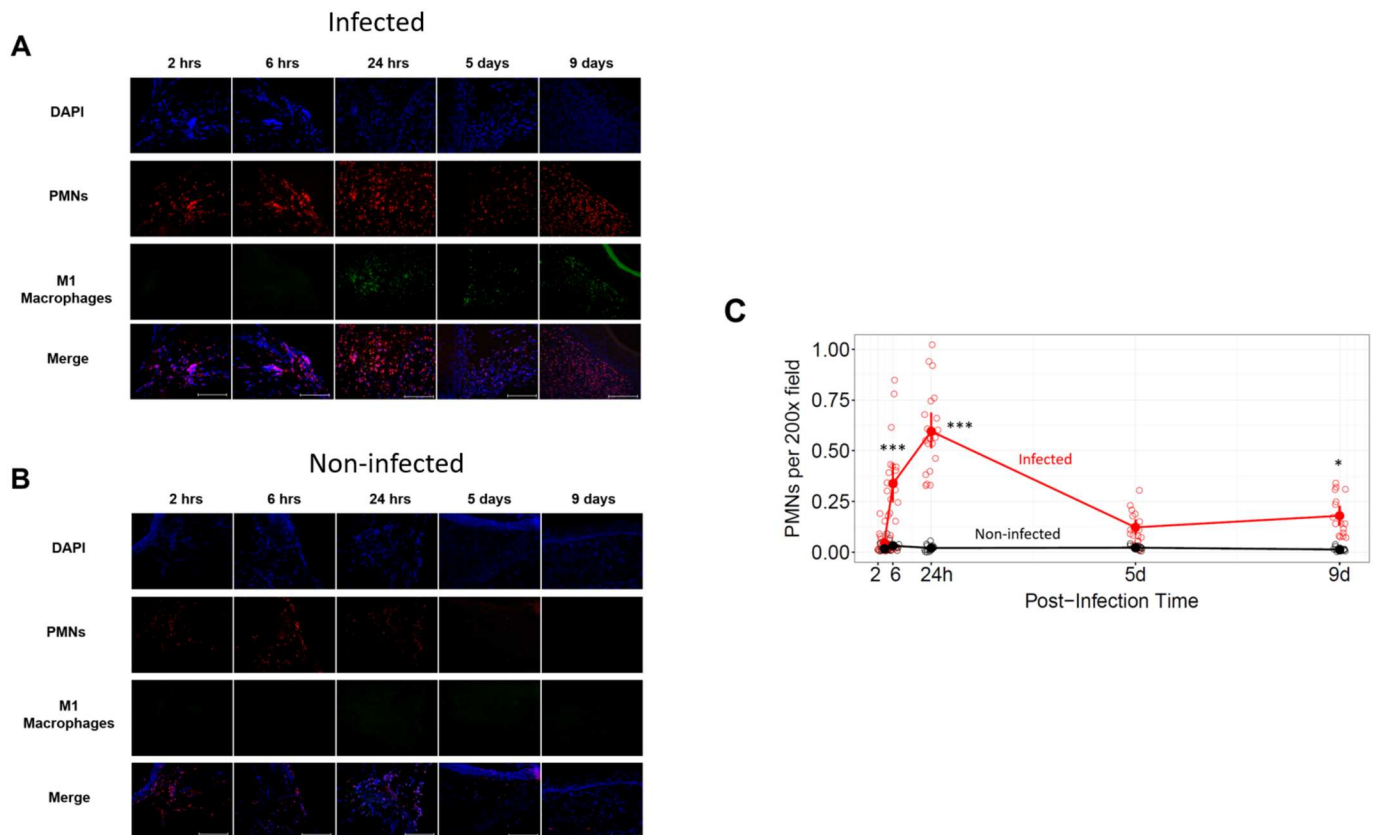 Infected
A
2 hrs 6 hrs 24 hrs 5 days 9 days
DAPI
PMNs
M1
Macrophages
Merge
Non-infected
B
2 hrs 6 hrs 24 hrs 5 days 9 days
DAPI
PMNs
M1
Macrophages
Merge
C
1.00
0.75
0.50
0.25
0.00
PMNs per 200x field
***
***
*
Infected
Non-infected
2 6 24h 5d 9d
Post-Infection Time